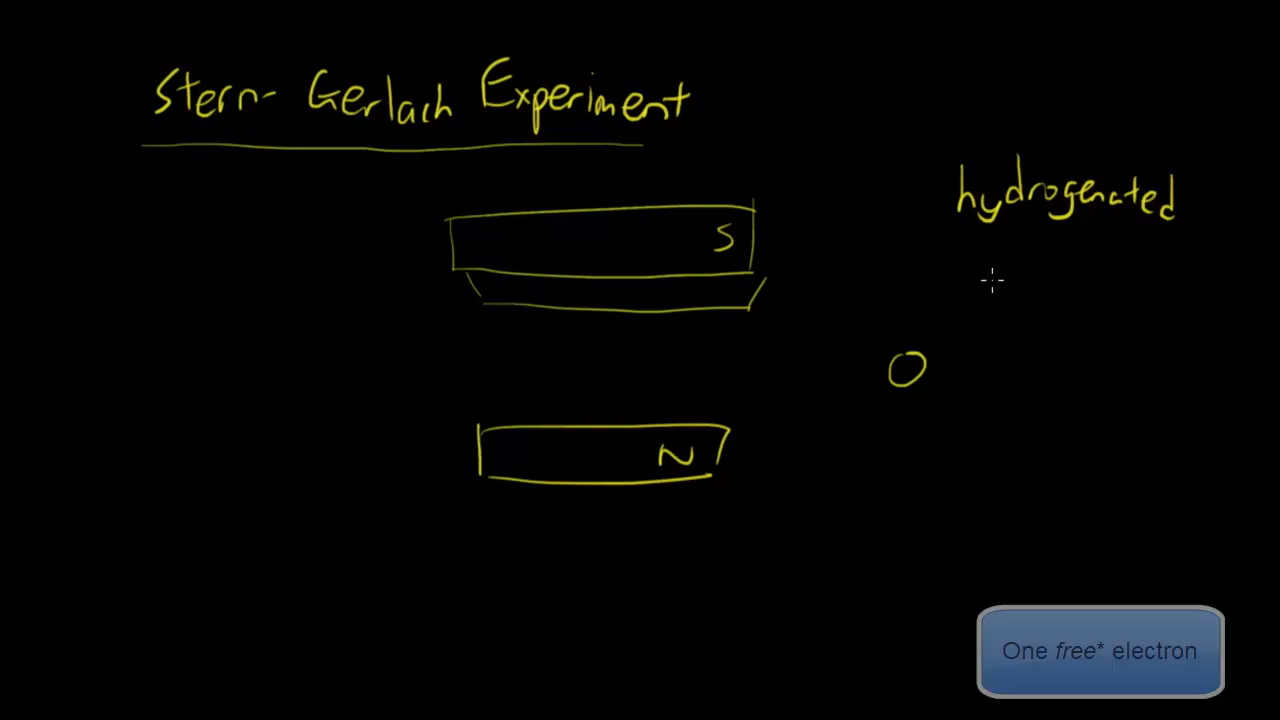 Stern-Gerlach Experiment
hydrogenated
S
N
One free* electron